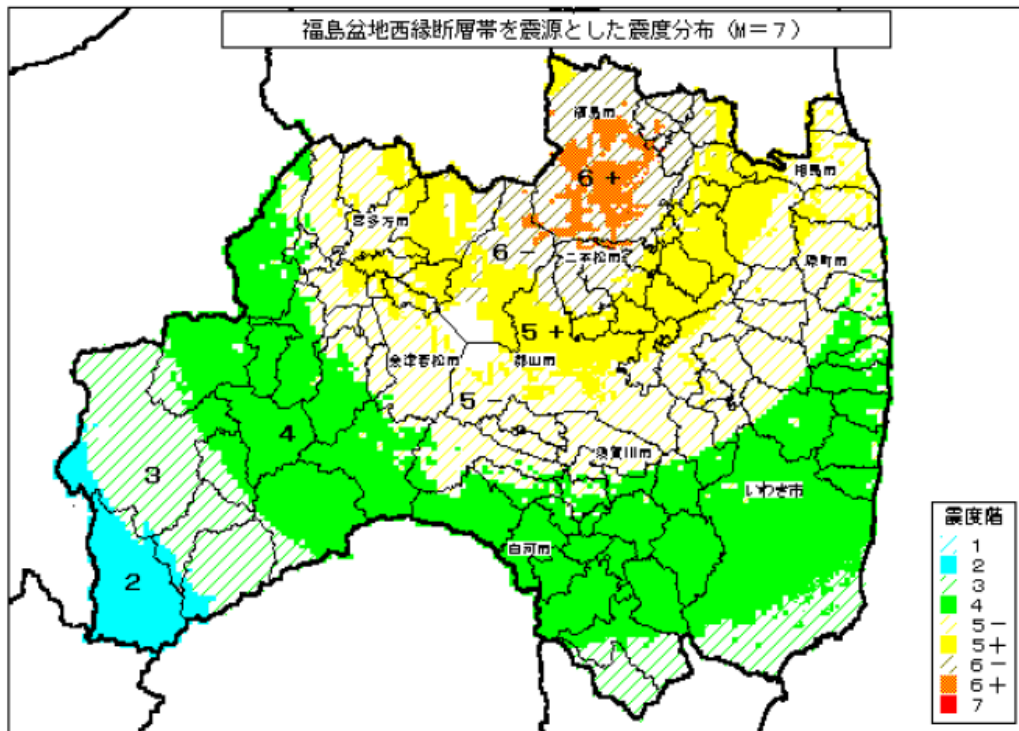 福島盆地西縁断層帯を震源とした震度分布（M＝７）
福島市
相馬市
6＋
喜多方市
6－
二本松市
原町市
5＋
会津若松市
郡山市
5－
4
須賀川市
3
いわき市
白河市
2
震度階
1
2
3
4
5－
5＋
6－
6＋
7